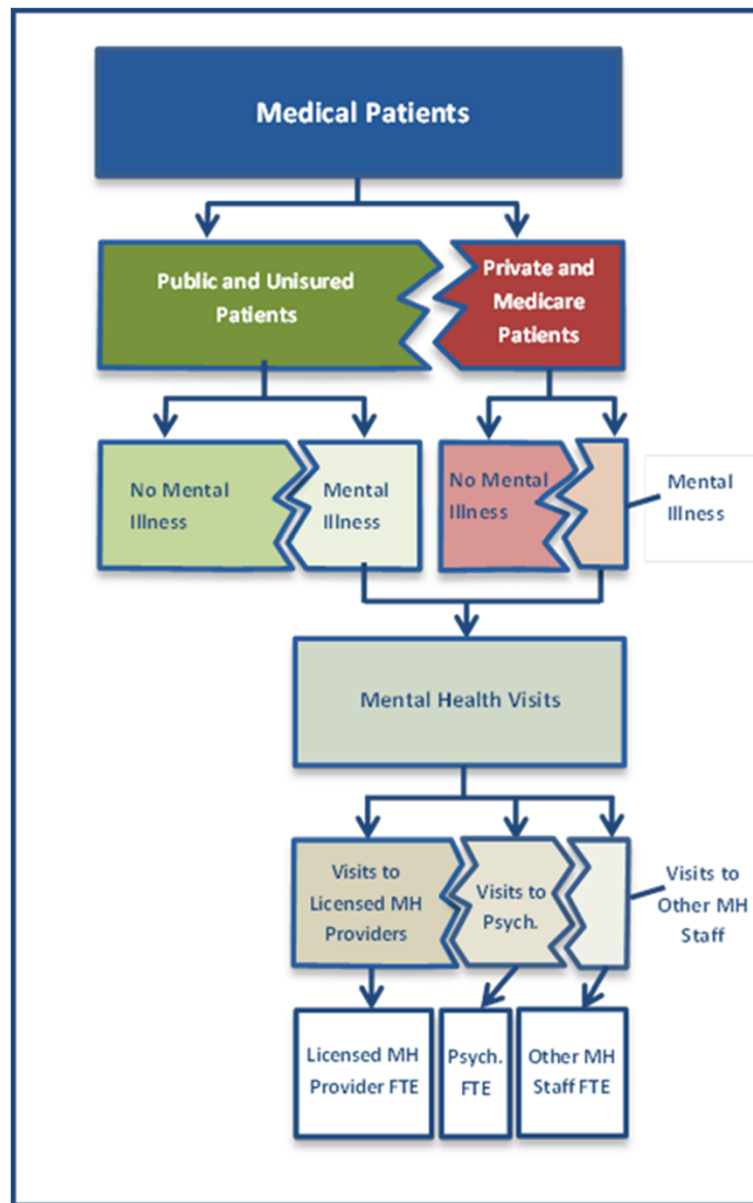 Medical Patients
Public and Unisured
Patients
Private and
Medicare
Patients
No Mental
Illness
Mental
Illness
No Mental
Illness
Mental
Illness
Mental Health Visits
Visits to
Licensed MH
Providers
Visits to
Psych.
Visits to
Other MH
Staff
Licensed MH
Provider FTE
Psych.
FTE
Other MH
Staff FTE